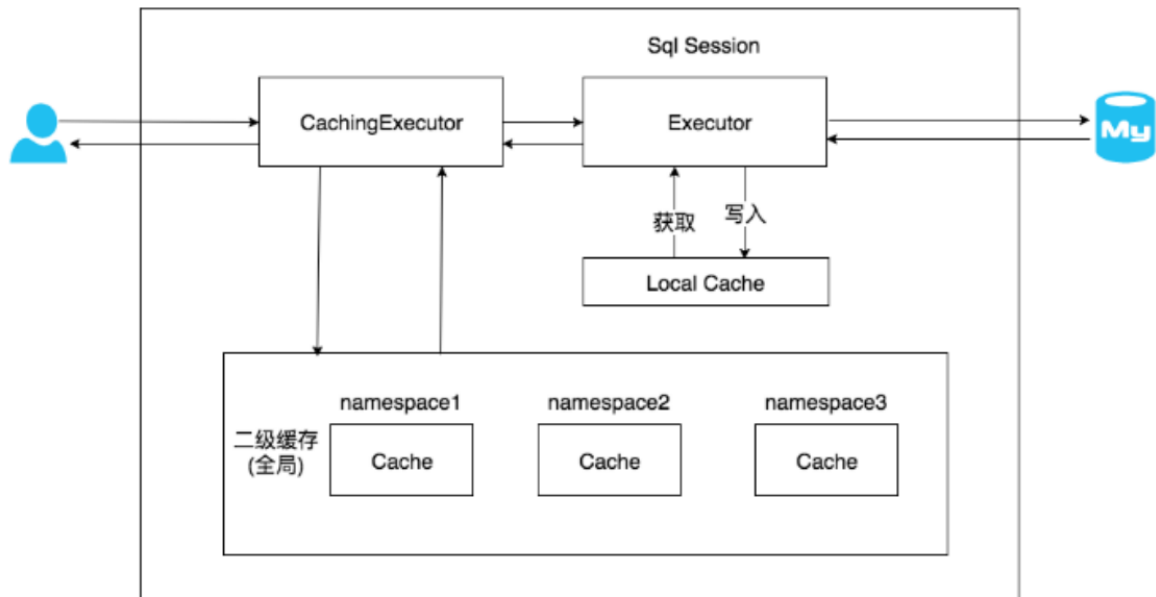 Sql Session
CachingExecutor
Executor
My
获取
写入
Local Cache
namespace1
namespace2
namespace3
二级缓存
(全局)
Cache
Cache
Cache